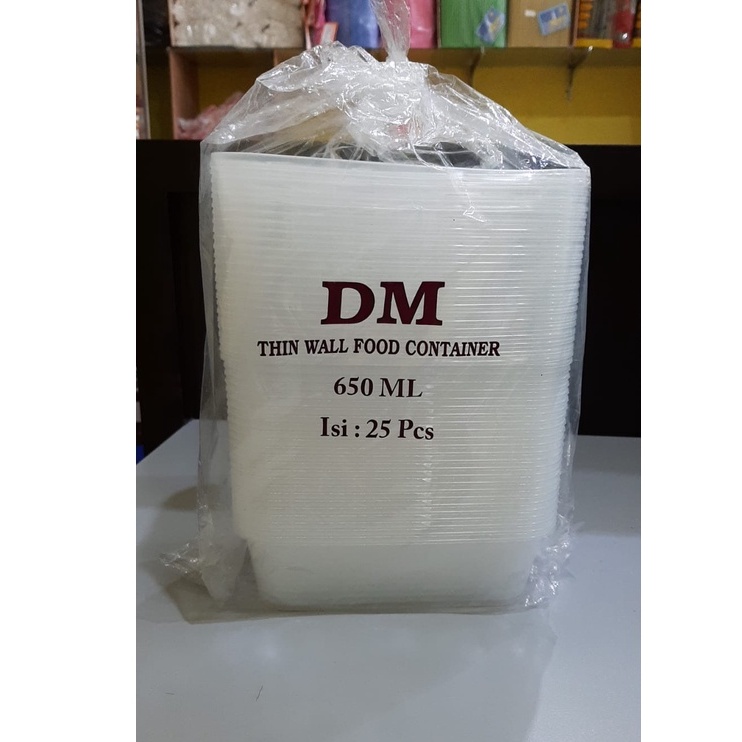 DM
THIN WALL FOOD CONTAINER
650 ML
Isi : 25 Pcs